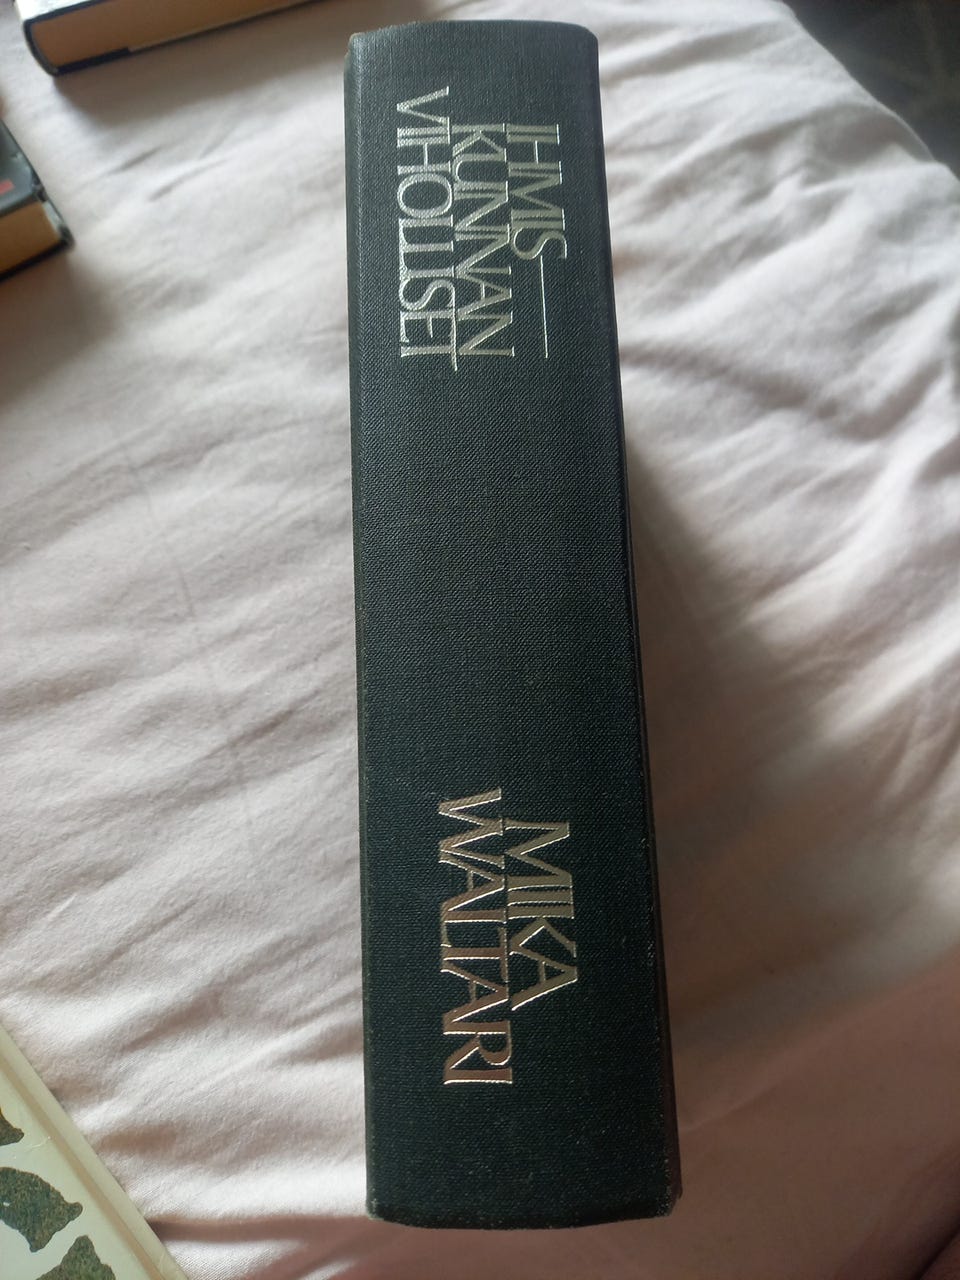 IHMIS
KUNNAN
VIHOLLISET
MIKA
WALTARI